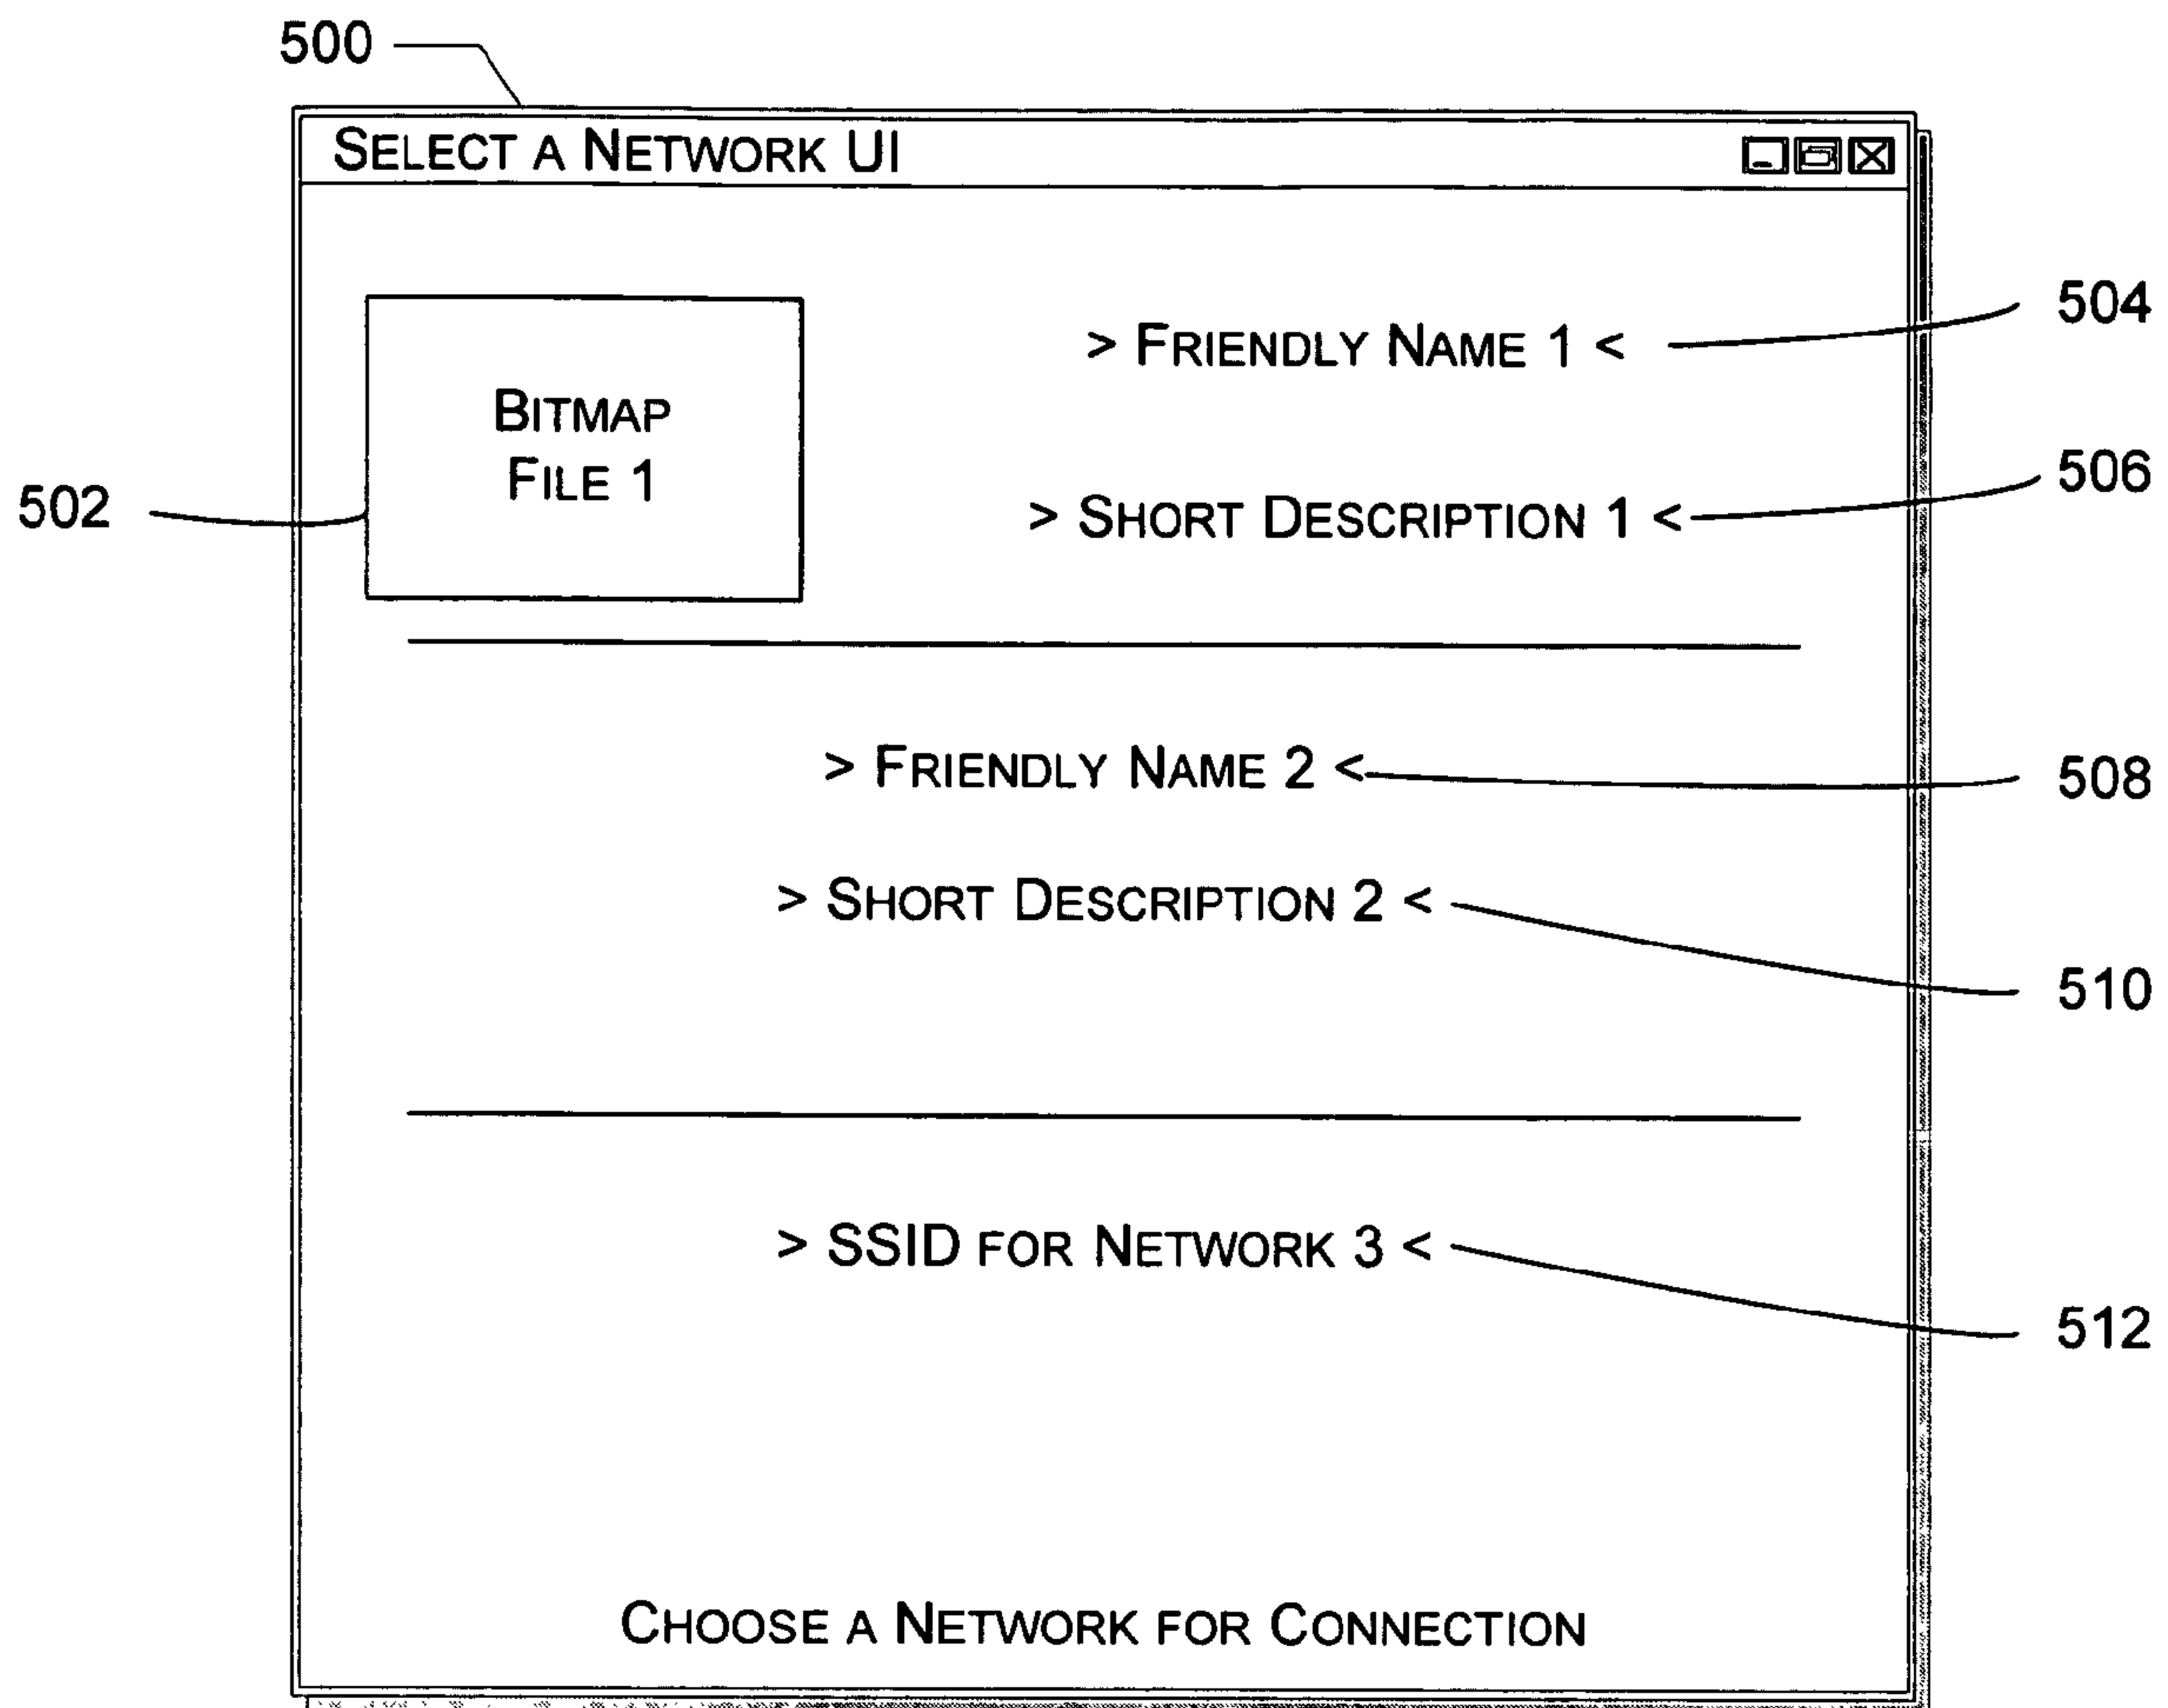 500
SELECT A NETWORK UI
BITMAP
FILE 1
502
> FRIENDLY NAME 1 <
504
> SHORT DESCRIPTION 1 <
506
> FRIENDLY NAME 2 <
508
> SHORT DESCRIPTION 2 <
510
> SSID FOR NETWORK 3 <
512
CHOOSE A NETWORK FOR CONNECTION